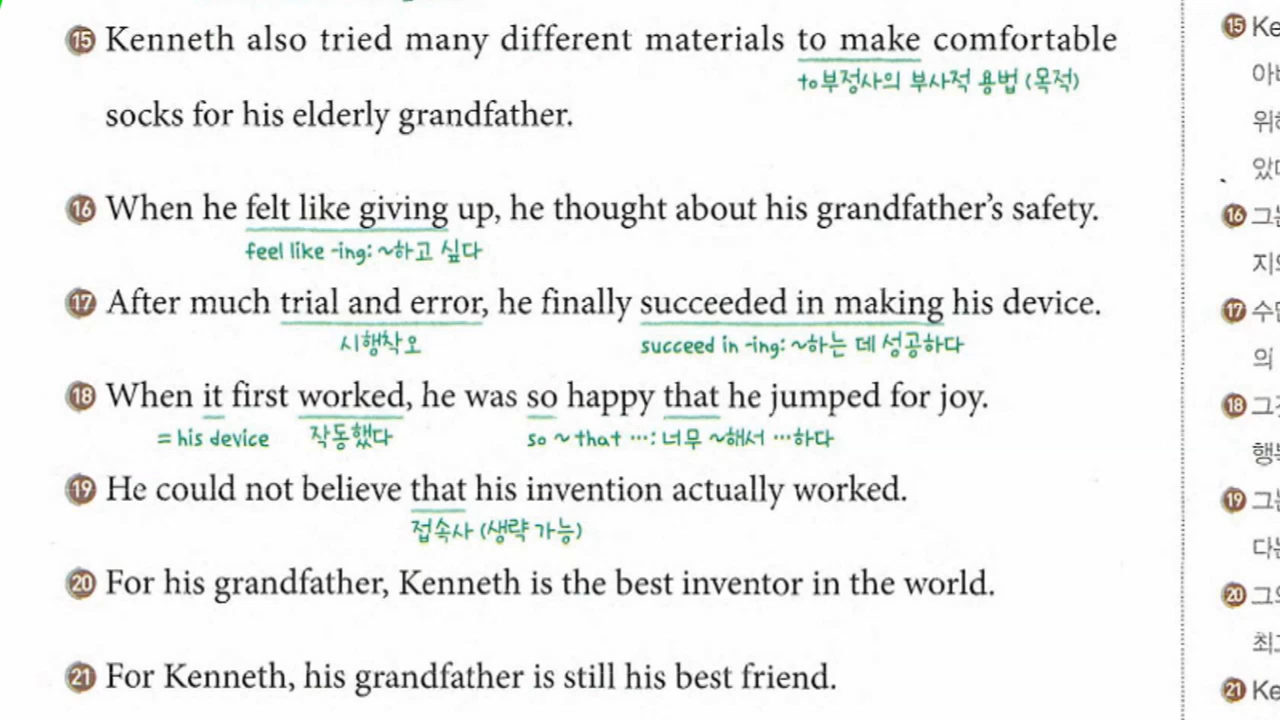 ⑮ Kenneth also tried many different materials to make comfortable
to부정사의 부사적 용법 (목적)
socks for his elderly grandfather.
⑯ When he felt like giving up, he thought about his grandfather’s safety.
feel like -ing: ~하고 싶다
⑰ After much trial and error, he finally succeeded in making his device.
시행착오 succeed in -ing: ~하는 데 성공하다
⑱ When it first worked, he was so happy that he jumped for joy.
= his device 작동했다 so ~ that …: 너무 ~해서 …하다
⑲ He could not believe that his invention actually worked.
접속사 (생략 가능)
⑳ For his grandfather, Kenneth is the best inventor in the world.
㉑ For Kenneth, his grandfather is still his best friend.
⑮ Ke
위
⑯
지
⑰ 수
의
⑱ 그
행
⑲
⑳ 그
최
㉑ Ke